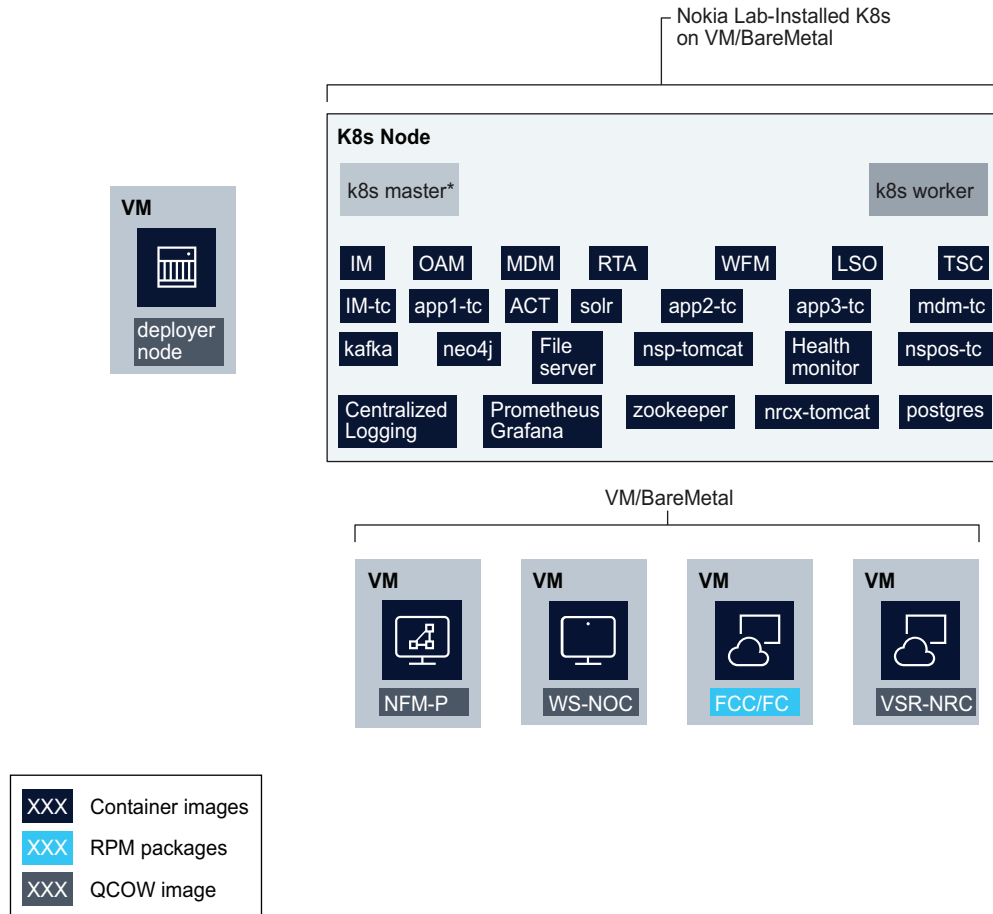 Nokia Lab-Installed K8s
on VM/BareMetal
K8s Node
k8s master*
k8s worker
VM
deployer
node
IM OAM MDM RTA WFM LSO TSC
IM-tc app1-tc ACT solr app2-tc app3-tc mdm-tc
kafka neo4j File
server nsp-tomcat Health
monitor nspos-tc
Centralized
Logging Prometheus
Grafana zookeeper nrcx-tomcat postgres
VM/BareMetal
VM VM VM VM
NFM-P WS-NOC FCC/FC VSR-NRC
XXX Container images
XXX RPM packages
XXX QCOW image